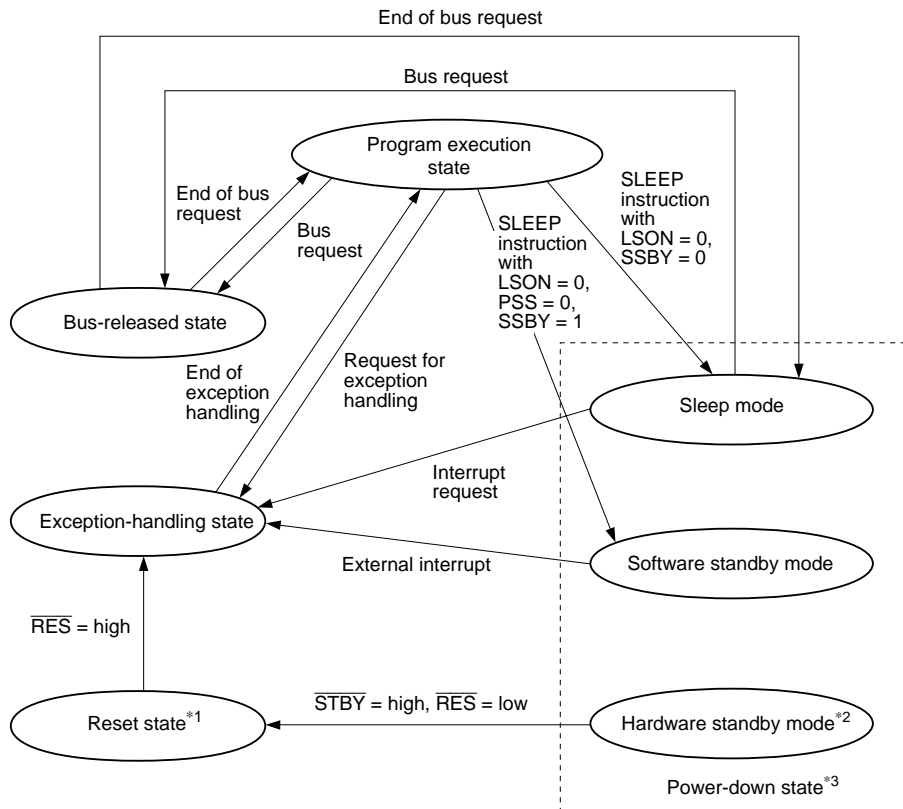 End of bus request
Bus request
Program execution
state
End of bus
request
Bus
request
SLEEP
instruction
with
LSON = 0,
PSS = 0,
SSBY = 1
SLEEP
instruction
with
LSON = 0,
SSBY = 0
Bus-released state
End of
exception
handling
Request for
exception
handling
Sleep mode
Interrupt
request
Exception-handling state
External interrupt
Software standby mode
R̅E̅S̅ = high
S̅T̅B̅Y̅ = high, R̅E̅S̅ = low
Reset state*1
Hardware standby mode*2
Power-down state*3